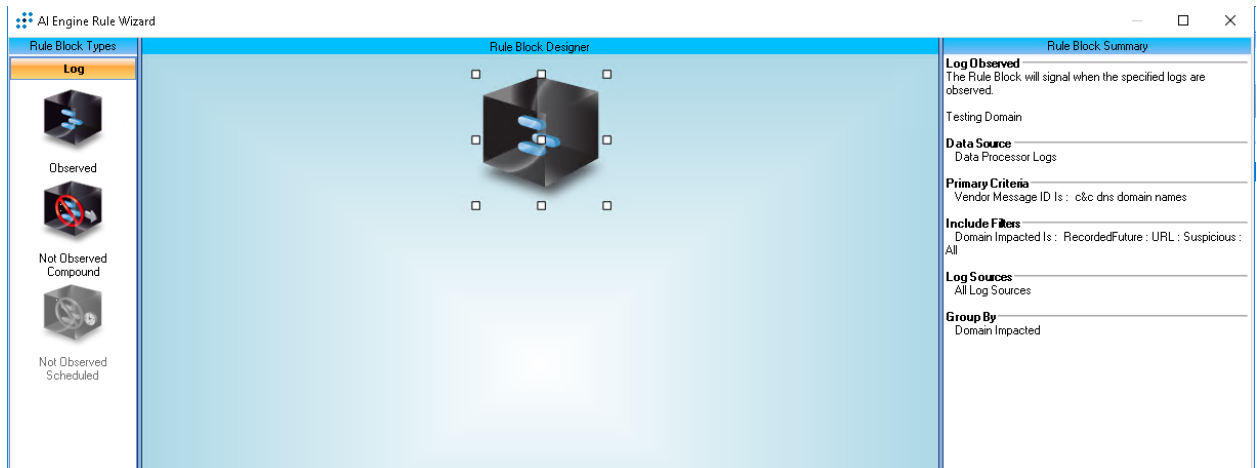 AI Engine Rule Wizard
Rule Block Types
Log
Observed
Not Observed
Compound
Not Observed
Scheduled
Rule Block Designer
Rule Block Summary
Log Observed
The Rule Block will signal when the specified logs are
observed.
Testing Domain
Data Source
Data Processor Logs
Primary Criteria
Vendor Message ID Is : c&c dns domain names
Include Filters
Domain Impacted Is : RecordedFuture : URL : Suspicious :
All
Log Sources
All Log Sources
Group By
Domain Impacted